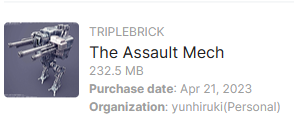 TRIPLEBRICK
The Assault Mech
232.5 MB
Purchase date: Apr 21, 2023
Organization: yunhiruki(Personal)